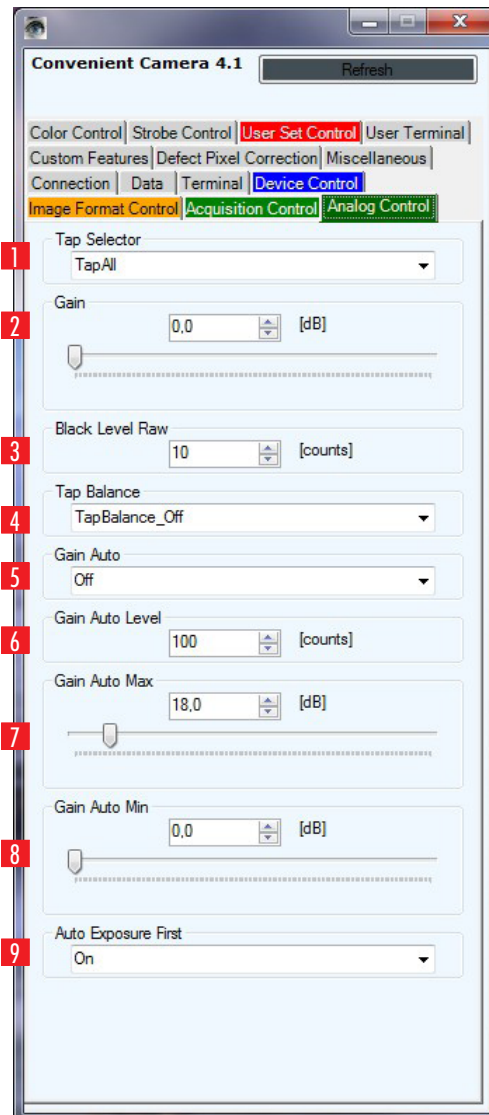 Convenient Camera 4.1 Refresh
Color Control Strobe Control User Set Control User Terminal
Custom Features Defect Pixel Correction Miscellaneous
Connection Data Terminal Device Control
Image Format Control Acquisition Control Analog Control
1 Tap Selector
TapAll
2 Gain
0,0 [dB]
3 Black Level Raw
10 [counts]
4 Tap Balance
TapBalance_Off
5 Gain Auto
Off
6 Gain Auto Level
100 [counts]
7 Gain Auto Max
18,0 [dB]
8 Gain Auto Min
0,0 [dB]
9 Auto Exposure First
On